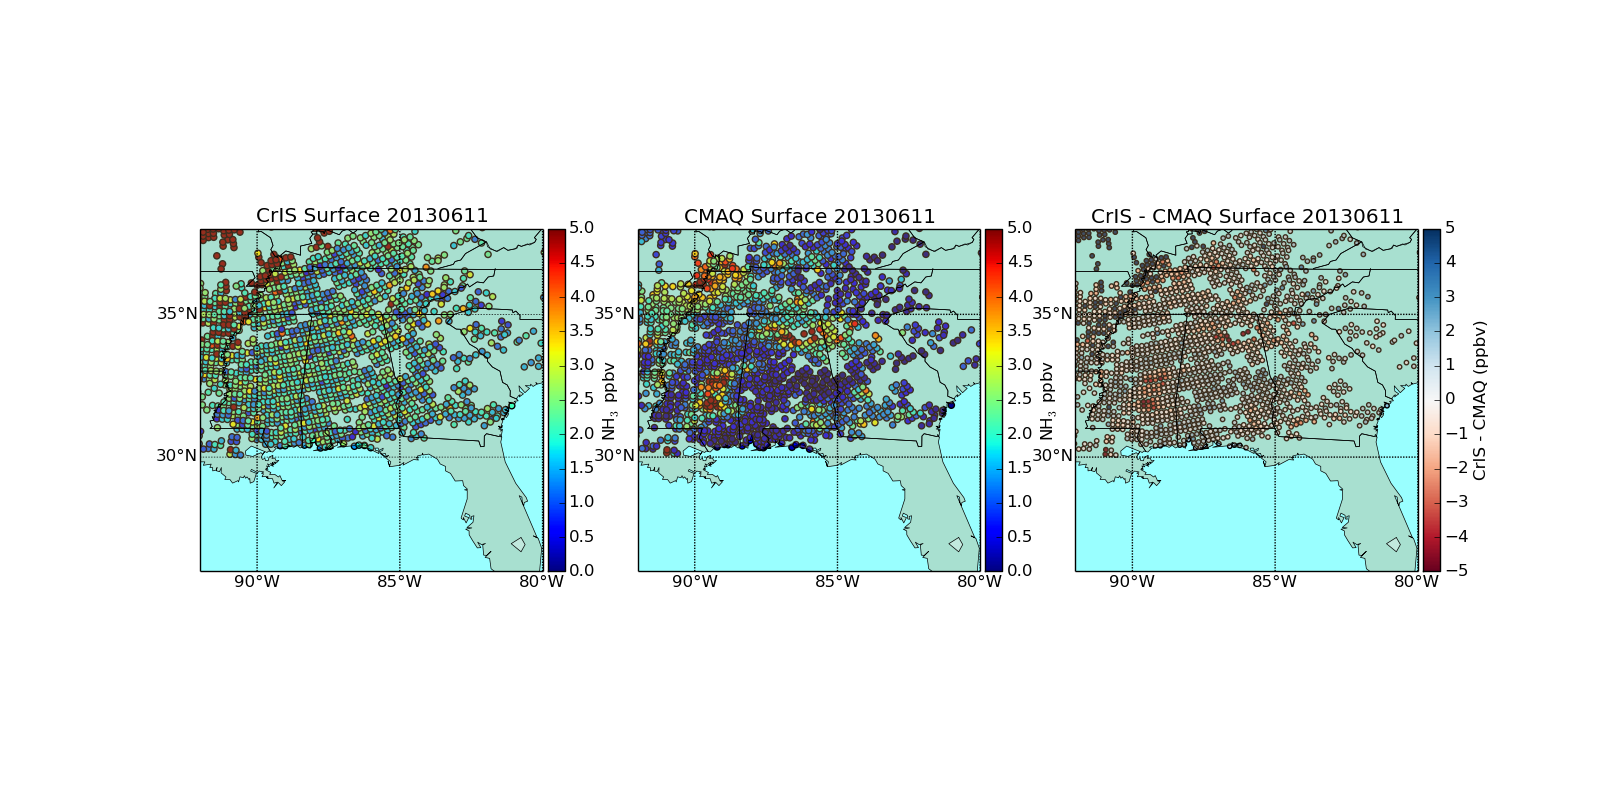 CrIS Surface 20130611
35°N
30°N
90°W
85°W
80°W
5.0
4.5
4.0
3.5
3.0
2.5
2.0
1.5
1.0
0.5
0.0
NH₃ ppbv
CMAQ Surface 20130611
35°N
30°N
90°W
85°W
80°W
5.0
4.5
4.0
3.5
3.0
2.5
2.0
1.5
1.0
0.5
0.0
NH₃ ppbv
CrIS - CMAQ Surface 20130611
35°N
30°N
90°W
85°W
80°W
5
4
3
2
1
0
−1
−2
−3
−4
−5
CrIS - CMAQ (ppbv)